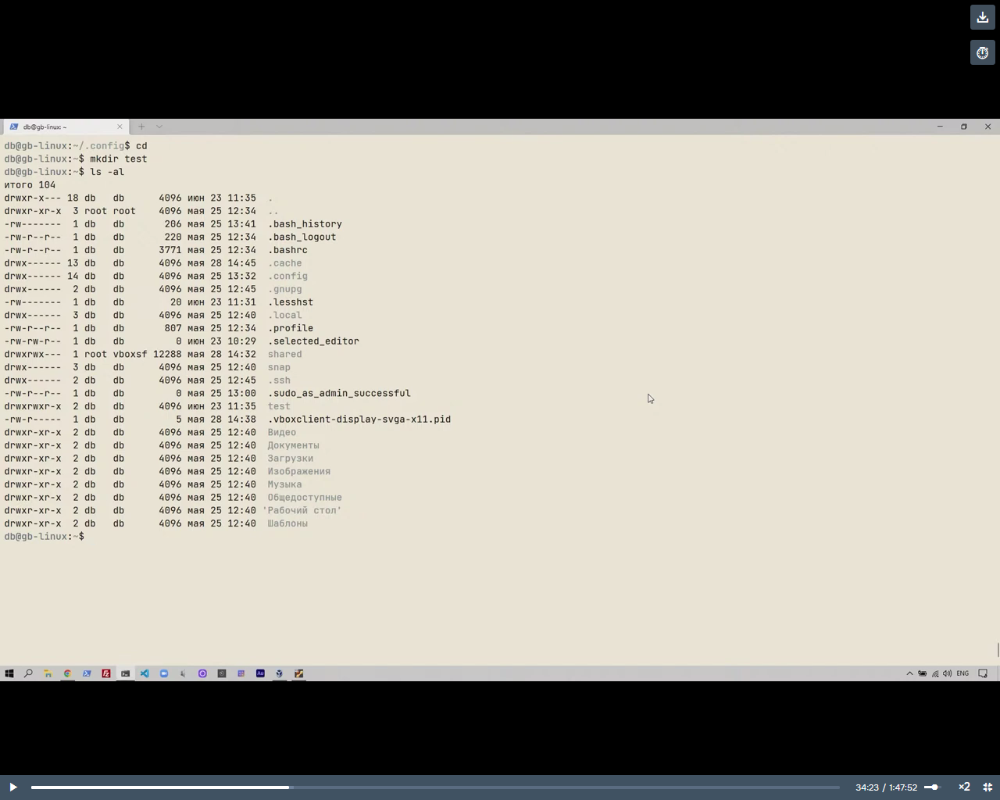 db@gb-linux: ~
db@gb-linux:~/.config$ cd
db@gb-linux:~$ mkdir test
db@gb-linux:~$ ls -al
итого 104
drwxr-x--- 18 db   db      4096 июн 23 11:35  .
drwxr-xr-x  3 root root    4096 мая 25 12:34  ..
-rw-------  1 db   db       206 мая 25 13:41  .bash_history
-rw-r--r--  1 db   db       220 мая 25 12:34  .bash_logout
-rw-r--r--  1 db   db      3771 мая 25 12:34  .bashrc
drwx------ 13 db   db      4096 мая 28 14:45  .cache
drwx------ 14 db   db      4096 мая 25 13:32  .config
drwx------  2 db   db      4096 мая 25 12:45  .gnupg
-rw-------  1 db   db        20 июн 23 11:31  .lesshst
drwx------  3 db   db      4096 мая 25 12:40  .local
-rw-r--r--  1 db   db       807 мая 25 12:34  .profile
-rw-rw-r--  1 db   db         0 июн 23 10:29  .selected_editor
drwxrwx---  1 root vboxsf 12288 мая 28 14:32  shared
drwx------  3 db   db      4096 мая 25 12:40  snap
drwx------  2 db   db      4096 мая 25 12:45  .ssh
-rw-r--r--  1 db   db         0 мая 25 13:00  .sudo_as_admin_successful
drwxrwxr-x  2 db   db      4096 июн 23 11:35  test
-rw-r-----  1 db   db         5 мая 28 14:38  .vboxclient-display-svga-x11.pid
drwxr-xr-x  2 db   db      4096 мая 25 12:40  Видео
drwxr-xr-x  2 db   db      4096 мая 25 12:40  Документы
drwxr-xr-x  2 db   db      4096 мая 25 12:40  Загрузки
drwxr-xr-x  2 db   db      4096 мая 25 12:40  Изображения
drwxr-xr-x  2 db   db      4096 мая 25 12:40  Музыка
drwxr-xr-x  2 db   db      4096 мая 25 12:40  Общедоступные
drwxr-xr-x  2 db   db      4096 мая 25 12:40 'Рабочий стол'
drwxr-xr-x  2 db   db      4096 мая 25 12:40  Шаблоны
db@gb-linux:~$
Fz Au ENG
34:23 / 1:47:52 ×2